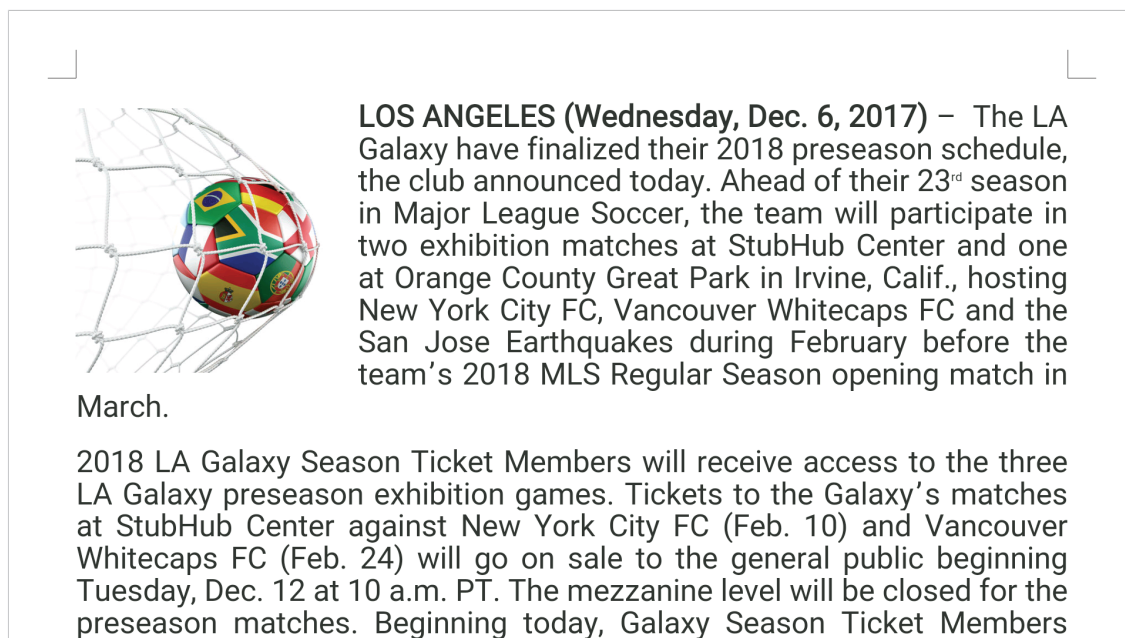 LOS ANGELES (Wednesday, Dec. 6, 2017) – The LA
Galaxy have finalized their 2018 preseason schedule,
the club announced today. Ahead of their 23rd season
in Major League Soccer, the team will participate in
two exhibition matches at StubHub Center and one
at Orange County Great Park in Irvine, Calif., hosting
New York City FC, Vancouver Whitecaps FC and the
San Jose Earthquakes during February before the
team’s 2018 MLS Regular Season opening match in
March.
2018 LA Galaxy Season Ticket Members will receive access to the three
LA Galaxy preseason exhibition games. Tickets to the Galaxy’s matches
at StubHub Center against New York City FC (Feb. 10) and Vancouver
Whitecaps FC (Feb. 24) will go on sale to the general public beginning
Tuesday, Dec. 12 at 10 a.m. PT. The mezzanine level will be closed for the
preseason matches. Beginning today, Galaxy Season Ticket Members